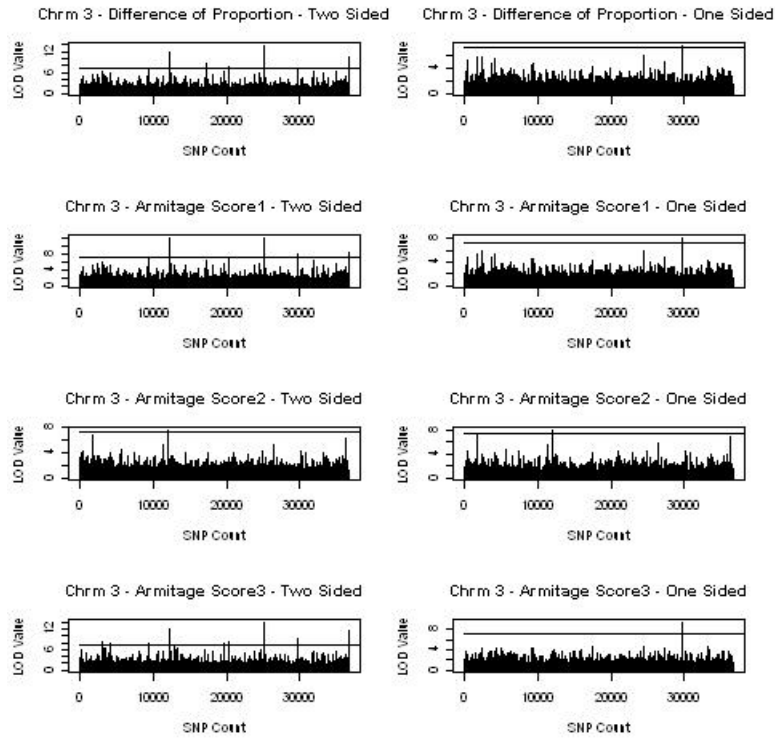 Chrm 3 - Difference of Proportion - Two Sided
LOD Value
0 6 12
0 10000 20000 30000
SNP Count
Chrm 3 - Difference of Proportion - One Sided
LOD Value
0 4
0 10000 20000 30000
SNP Count
Chrm 3 - Armitage Score1 - Two Sided
LOD Value
0 4 8
0 10000 20000 30000
SNP Count
Chrm 3 - Armitage Score1 - One Sided
LOD Value
0 4 8
0 10000 20000 30000
SNP Count
Chrm 3 - Armitage Score2 - Two Sided
LOD Value
0 4 8
0 10000 20000 30000
SNP Count
Chrm 3 - Armitage Score2 - One Sided
LOD Value
0 4 8
0 10000 20000 30000
SNP Count
Chrm 3 - Armitage Score3 - Two Sided
LOD Value
0 6 12
0 10000 20000 30000
SNP Count
Chrm 3 - Armitage Score3 - One Sided
LOD Value
0 4 8
0 10000 20000 30000
SNP Count